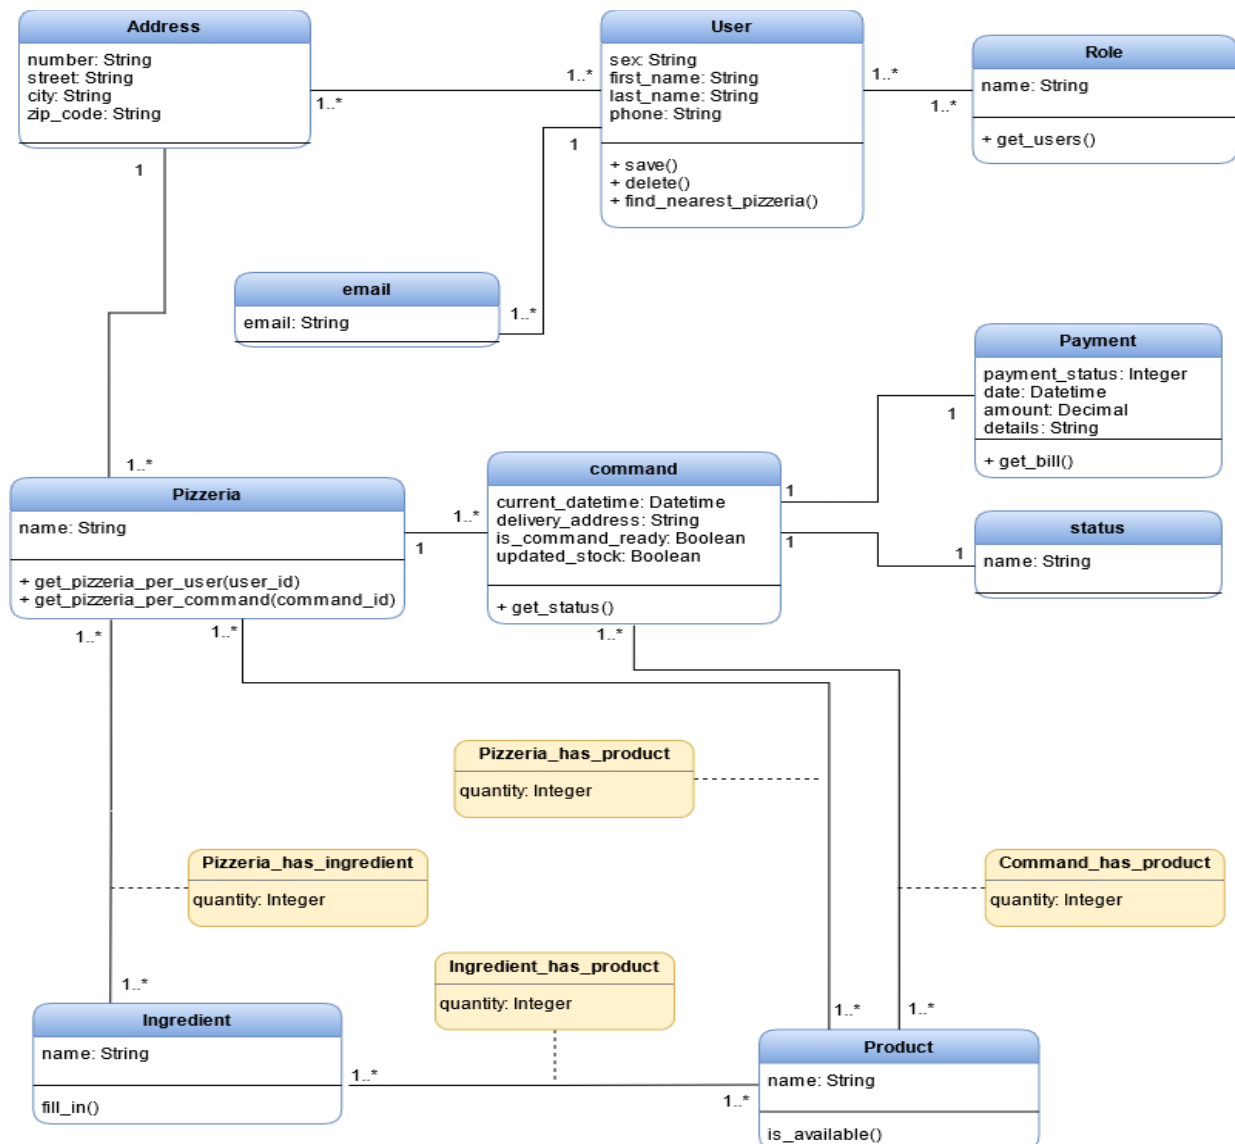 Address
number: String
street: String
city: String
zip_code: String
User
sex: String
first_name: String
last_name: String
phone: String
+ save()
+ delete()
+ find_nearest_pizzeria()
Role
name: String
+ get_users()
1..*
1..*
1..*
1..*
1
1
email
email: String
1..*
Payment
payment_status: Integer
date: Datetime
amount: Decimal
details: String
+ get_bill()
1
1..*
Pizzeria
name: String
+ get_pizzeria_per_user(user_id)
+ get_pizzeria_per_command(command_id)
1..*
1
command
current_datetime: Datetime
delivery_address: String
is_command_ready: Boolean
updated_stock: Boolean
+ get_status()
1
1
1
status
name: String
1..*
1..*
1..*
Pizzeria_has_product
quantity: Integer
Pizzeria_has_ingredient
quantity: Integer
Command_has_product
quantity: Integer
Ingredient_has_product
quantity: Integer
1..*
1..*
1..*
Ingredient
name: String
fill_in()
1..*
1..*
Product
name: String
is_available()